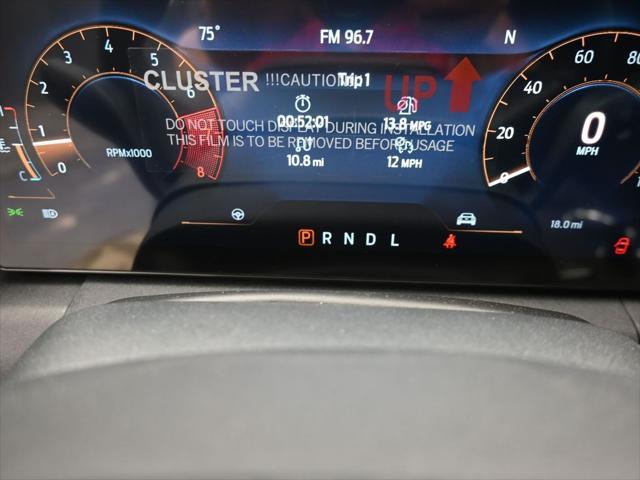 75° FM 96.7 N
CLUSTER !!!CAUTION!!! UP
Trip 1
00:52:01 13.8 MPG
DO NOT TOUCH DISPLAY DURING INSTALLATION
THIS FILM IS TO BE REMOVED BEFORE USAGE
10.8 mi 12 MPH
0 1 2 3 4 5 6 8
RPMx1000
0 20 40 60 80
0
MPH
C
P R N D L
18.0 mi